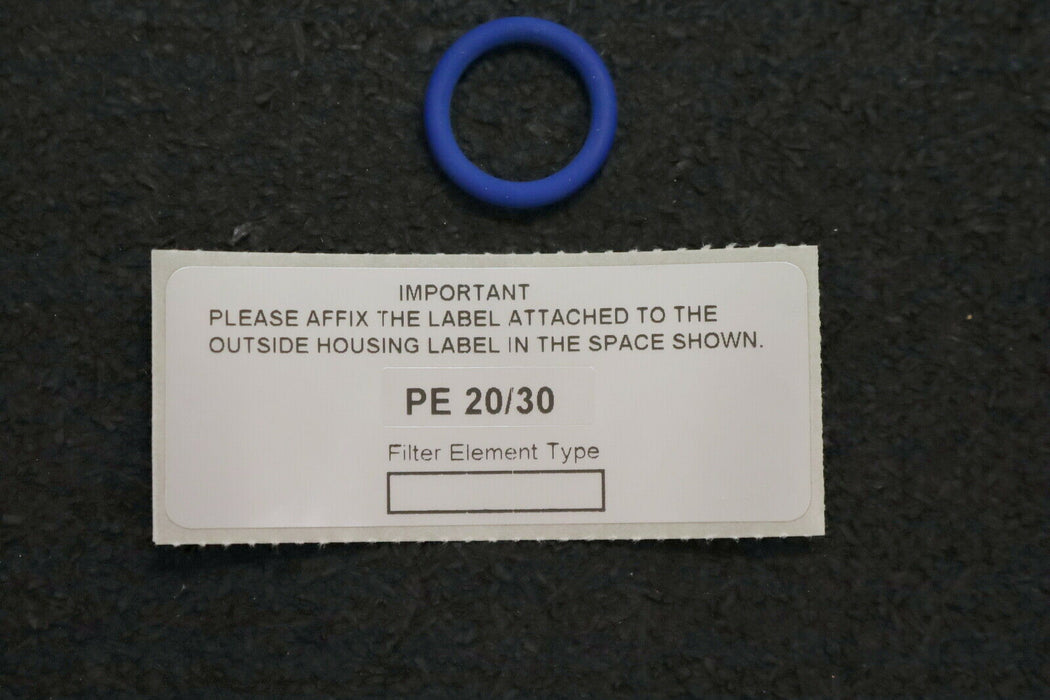 IMPORTANT
PLEASE AFFIX THE LABEL ATTACHED TO THE
OUTSIDE HOUSING LABEL IN THE SPACE SHOWN.
PE 20/30
Filter Element Type